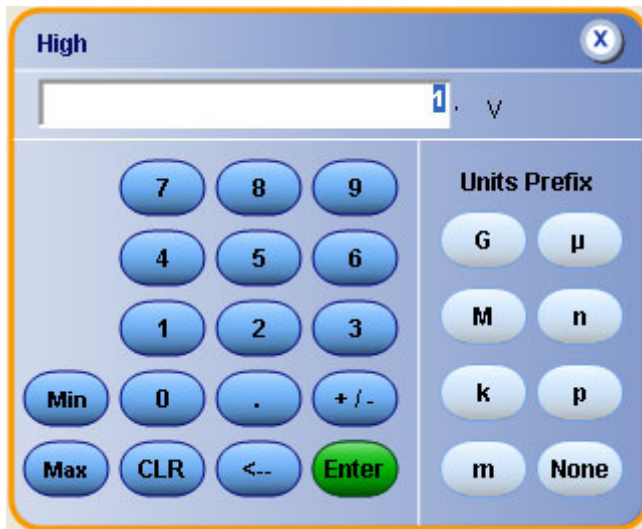 High X
1. V
7 8 9 Units Prefix
G µ
4 5 6
1 2 3 M n
Min 0 . + / - k p
Max CLR <-- Enter m None